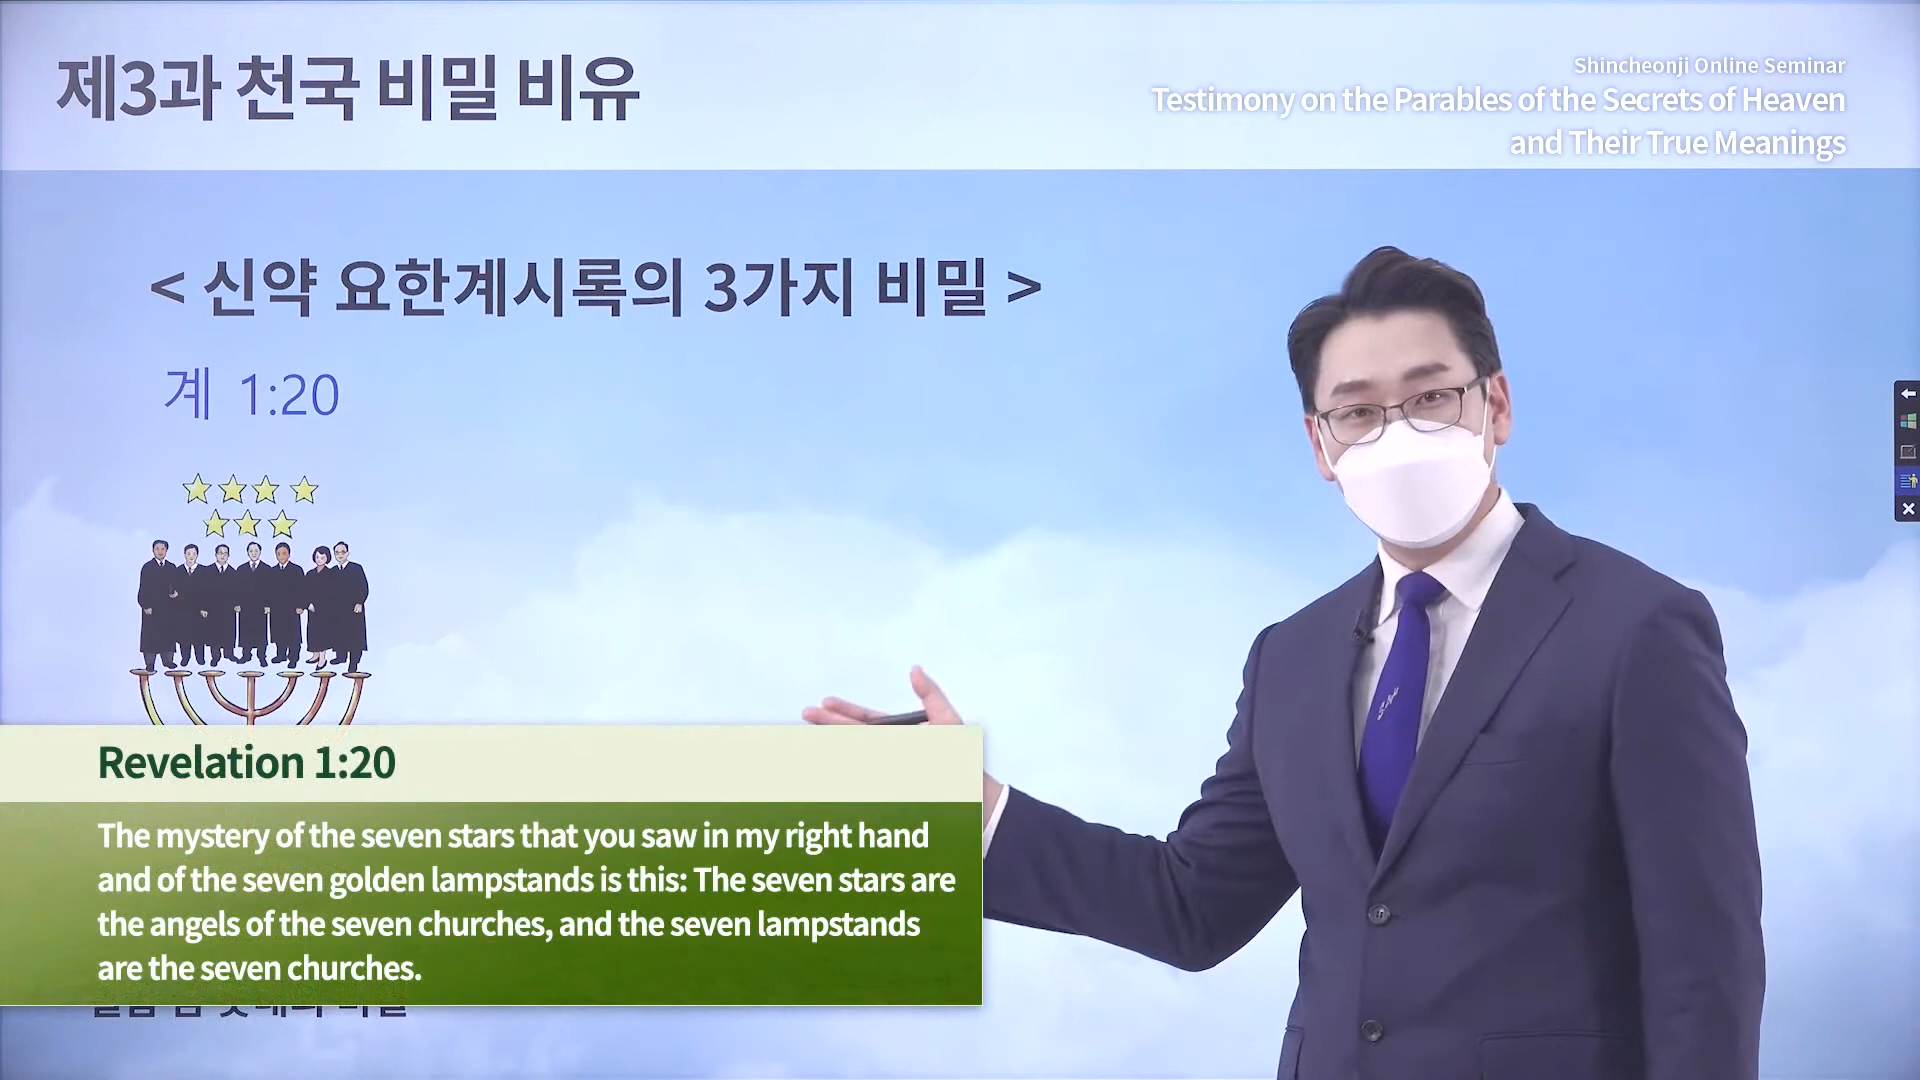 제3과 천국 비밀 비유
Shincheonji Online Seminar
Testimony on the Parables of the Secrets of Heaven
and Their True Meanings
< 신약 요한계시록의 3가지 비밀 >
계 1:20
Revelation 1:20
The mystery of the seven stars that you saw in my right hand
and of the seven golden lampstands is this: The seven stars are
the angels of the seven churches, and the seven lampstands
are the seven churches.